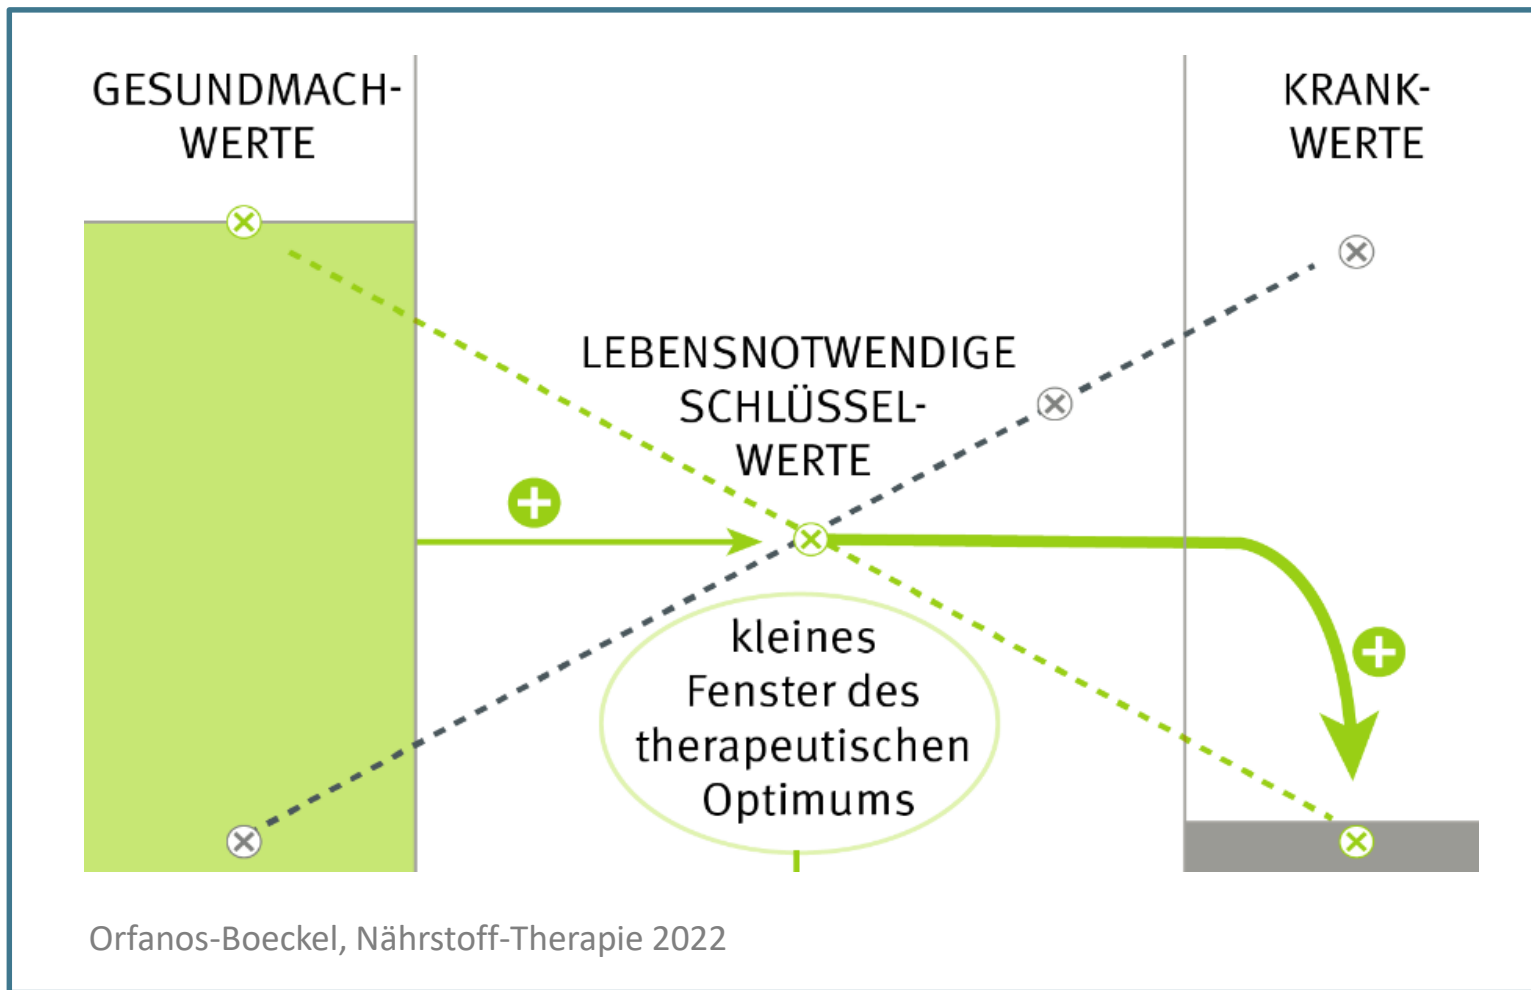 GESUNDMACH-
WERTE
KRANK-
WERTE
LEBENSNOTWENDIGE
SCHLÜSSEL-
WERTE
kleines
Fenster des
therapeutischen
Optimums
Orfanos-Boeckel, Nährstoff-Therapie 2022